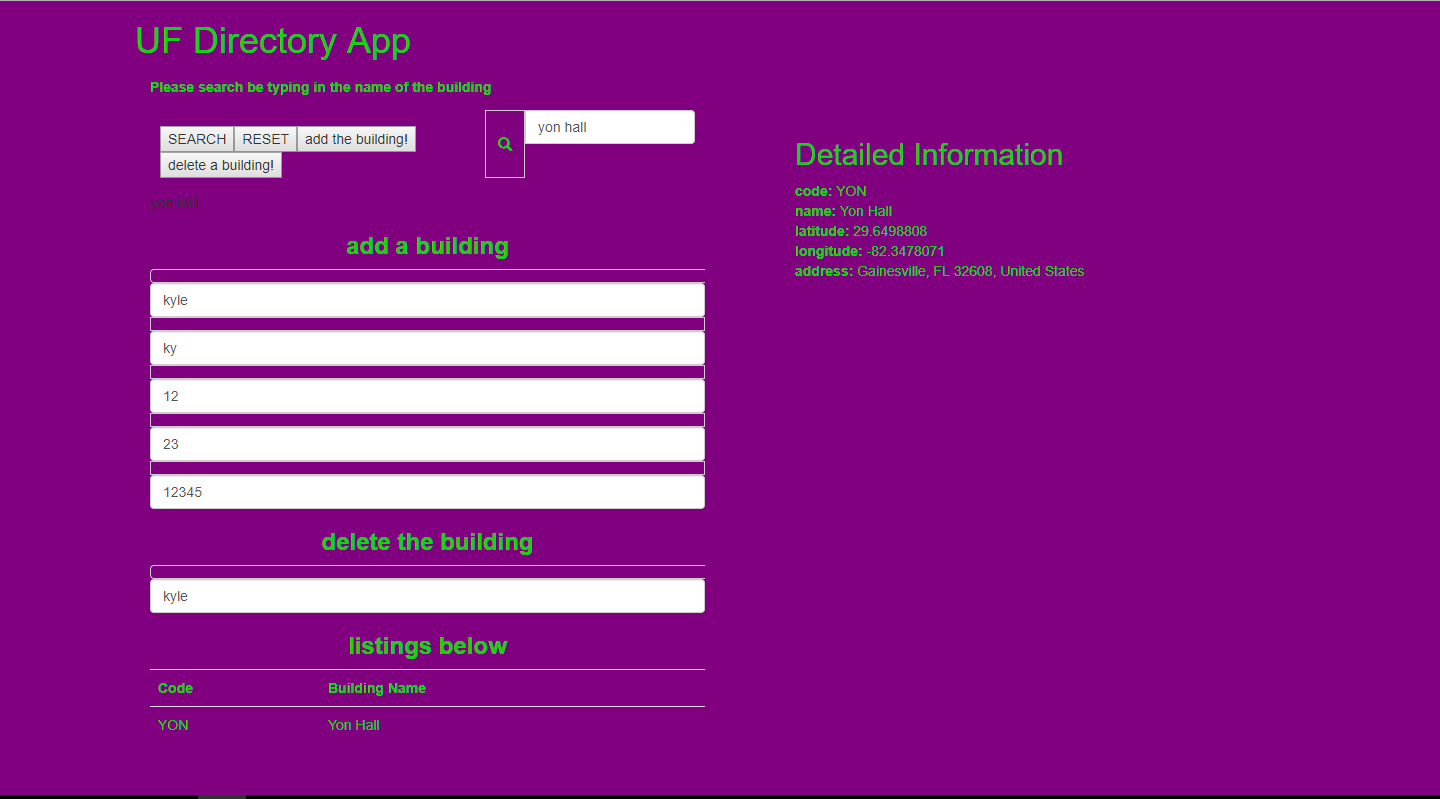 UF Directory App
Please search be typing in the name of the building
SEARCH RESET add the building!
delete a building!
yon hall
yon hall
add a building
kyle
ky
12
23
12345
delete the building
kyle
listings below
Code Building Name
YON Yon Hall
Detailed Information
code: YON
name: Yon Hall
latitude: 29.6498808
longitude: -82.3478071
address: Gainesville, FL 32608, United States